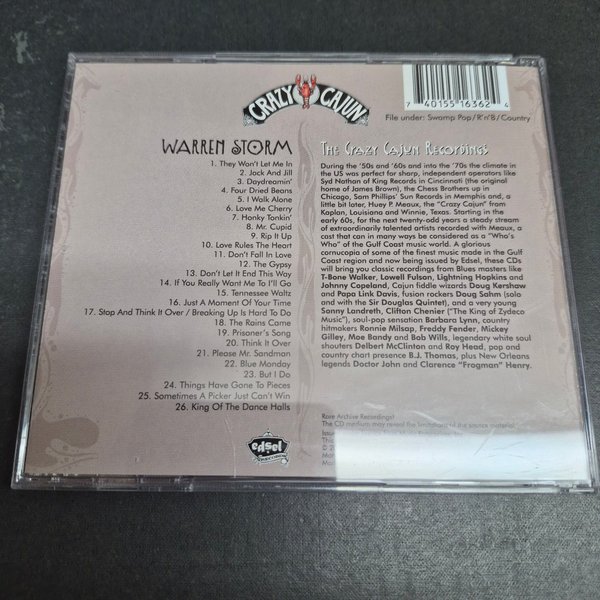 CRAZY CAJUN
7 40155 16362 4
File under: Swamp Pop/R'n'B/Country
WARREN STORM
1. They Won't Let Me In
2. Jack And Jill
3. Daydreamin'
4. Four Dried Beans
5. I Walk Alone
6. Love Me Cherry
7. Honky Tonkin'
8. Mr. Cupid
9. Rip It Up
10. Love Rules The Heart
11. Don't Fall In Love
12. The Gypsy
13. Don't Let It End This Way
14. If You Really Want Me To I'll Go
15. Tennessee Waltz
16. Just A Moment Of Your Time
17. Stop And Think It Over / Breaking Up Is Hard To Do
18. The Rains Came
19. Prisoner's Song
20. Think It Over
21. Please Mr. Sandman
22. Blue Monday
23. But I Do
24. Things Have Gone To Pieces
25. Sometimes A Picker Just Can't Win
26. King Of The Dance Halls
edsel
The Crazy Cajun Recordings
During the '50s and '60s and into the '70s the climate in
the US was perfect for sharp, independent operators like
Syd Nathan of King Records in Cincinnati (the original
home of James Brown), the Chess Brothers up in
Chicago, Sam Phillips' Sun Records in Memphis and, a
little bit later, Huey P. Meaux, the "Crazy Cajun" from
Kaplan, Louisiana and Winnie, Texas. Starting in the
early 60s, for the next twenty-odd years a steady stream
of extraordinarily talented artists recorded with Meaux, a
cast that in many ways be considered as a "Who's
Who" of the Gulf Coast music world. A glorious
cornucopia of some of the finest music made in the Gulf
Coast region and now being issued by Edsel, these CDs
will bring you classic recordings from Blues masters like
T-Bone Walker, Lowell Fulson, Lightning Hopkins and
Johnny Copeland, Cajun fiddle wizards Doug Kershaw
and Papa Link Davis, fusion rockers Doug Sahm (solo
and with the Sir Douglas Quintet), and a very young
Sonny Landreth, Clifton Chenier ("The King of Zydeco
Music"), soul-pop sensation Barbara Lynn, country
hitmakers Ronnie Milsap, Freddy Fender, Mickey
Gilley, Moe Bandy and Bob Wills, legendary white soul
shouters Delbert McClinton and Roy Head, pop and
country chart presence B.J. Thomas, plus New Orleans
legends Doctor John and Clarence "Frogman" Henry.
Rare Archive Recordings!
The CD medium may reveal the limitations of the source material.